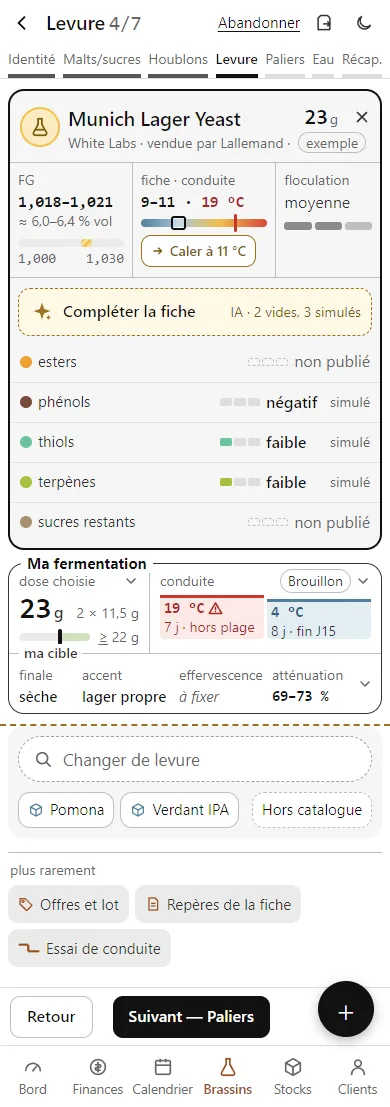 Levure 4/7
Abandonner
Identité Malts/sucres Houblons Levure Paliers Eau Récap.
Munich Lager Yeast
23 g
White Labs · vendue par Lallemand ·
exemple
FG
1,018–1,021
≈ 6,0–6,4 % vol
1,000 1,030
fiche · conduite
9–11 · 19 °C
→ Caler à 11 °C
floculation
moyenne
Compléter la fiche
IA · 2 vides, 3 simulés
esters non publié
phénols négatif simulé
thiols faible simulé
terpènes faible simulé
sucres restants non publié
Ma fermentation
dose choisie
23 g 2 × 11,5 g
≥ 22 g
conduite
Brouillon
19 °C
7 j · hors plage
4 °C
8 j · fin J15
ma cible
finale accent effervescence atténuation
sèche lager propre à fixer 69–73 %
Changer de levure
Pomona
Verdant IPA
Hors catalogue
plus rarement
Offres et lot
Repères de la fiche
Essai de conduite
Retour
Suivant — Paliers
+
Bord Finances Calendrier Brassins Stocks Clients